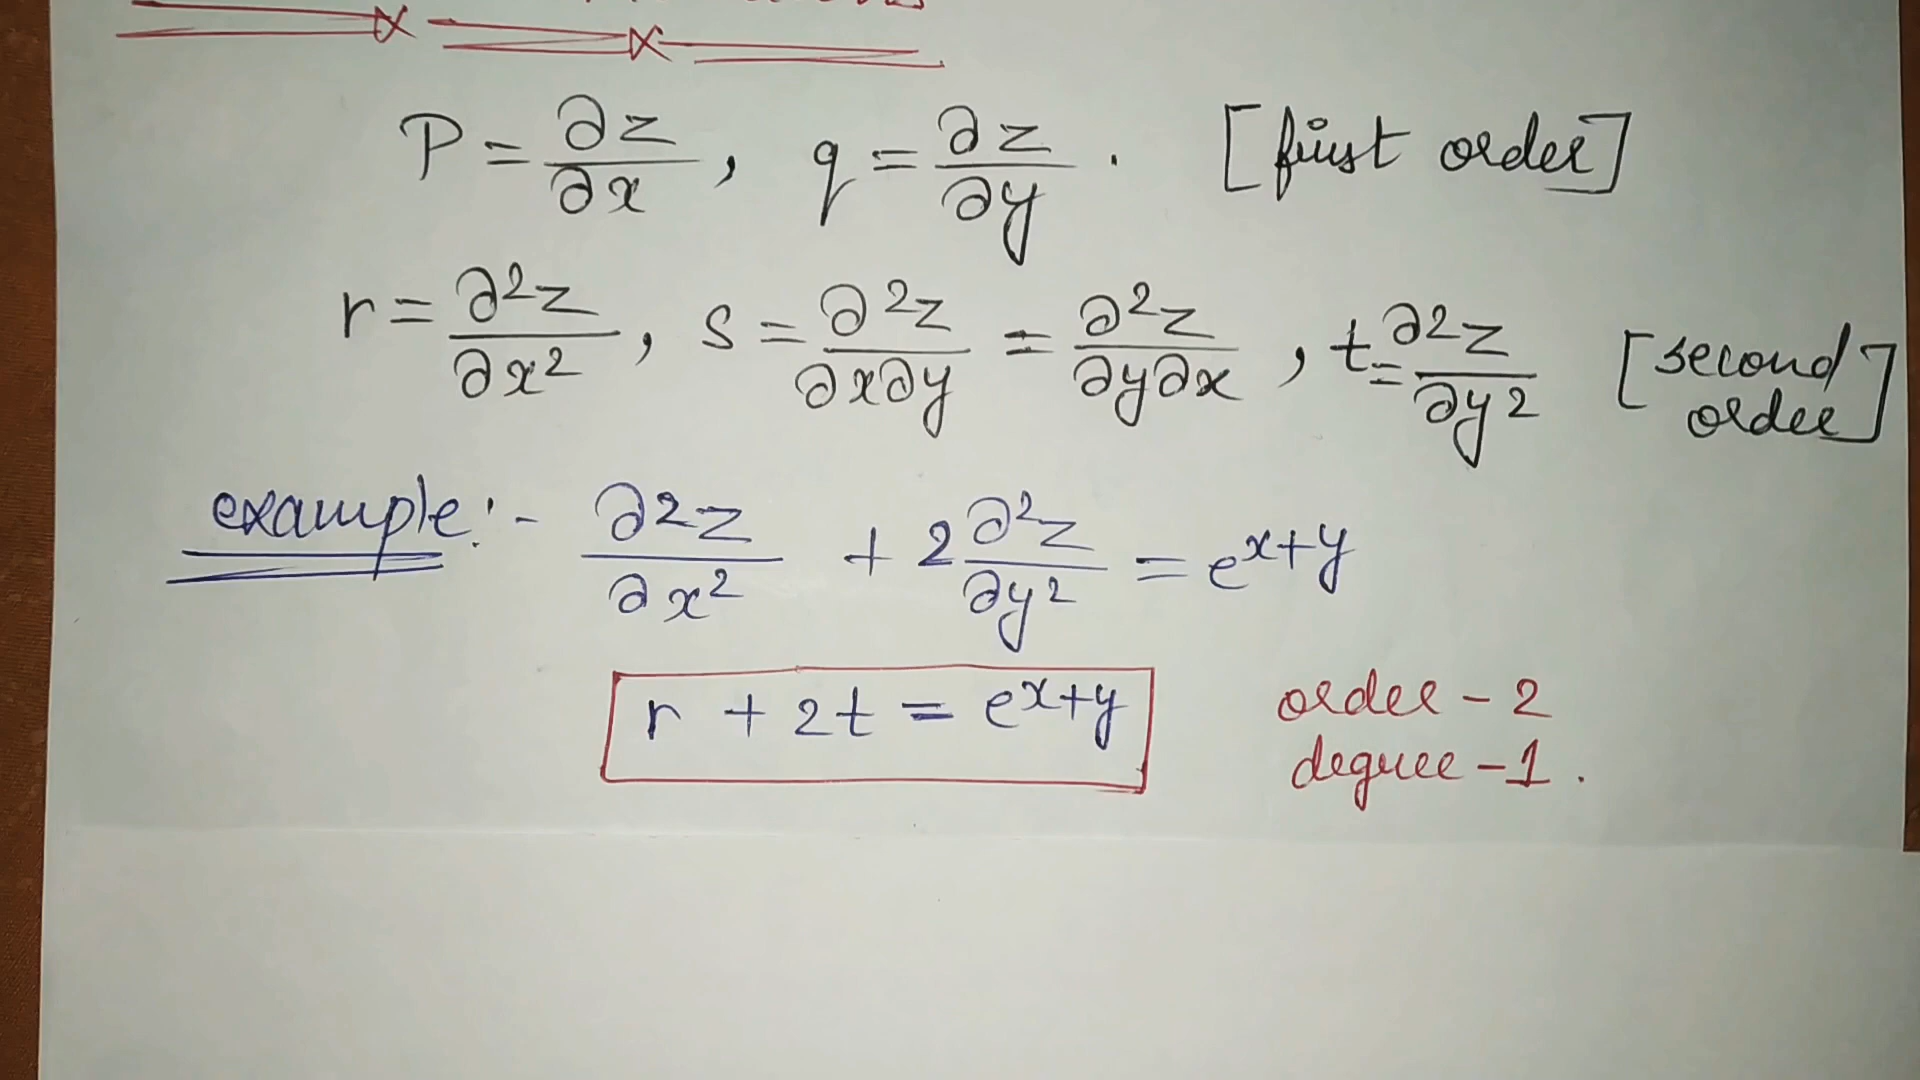 P = ∂z/∂x , q = ∂z/∂y . [first order]
r = ∂²z/∂x² , s = ∂²z/∂x∂y = ∂²z/∂y∂x , t = ∂²z/∂y² [second order]
example:- ∂²z/∂x² + 2 ∂²z/∂y² = e^{x+y}
r + 2t = e^{x+y}
order - 2
degree - 1 .